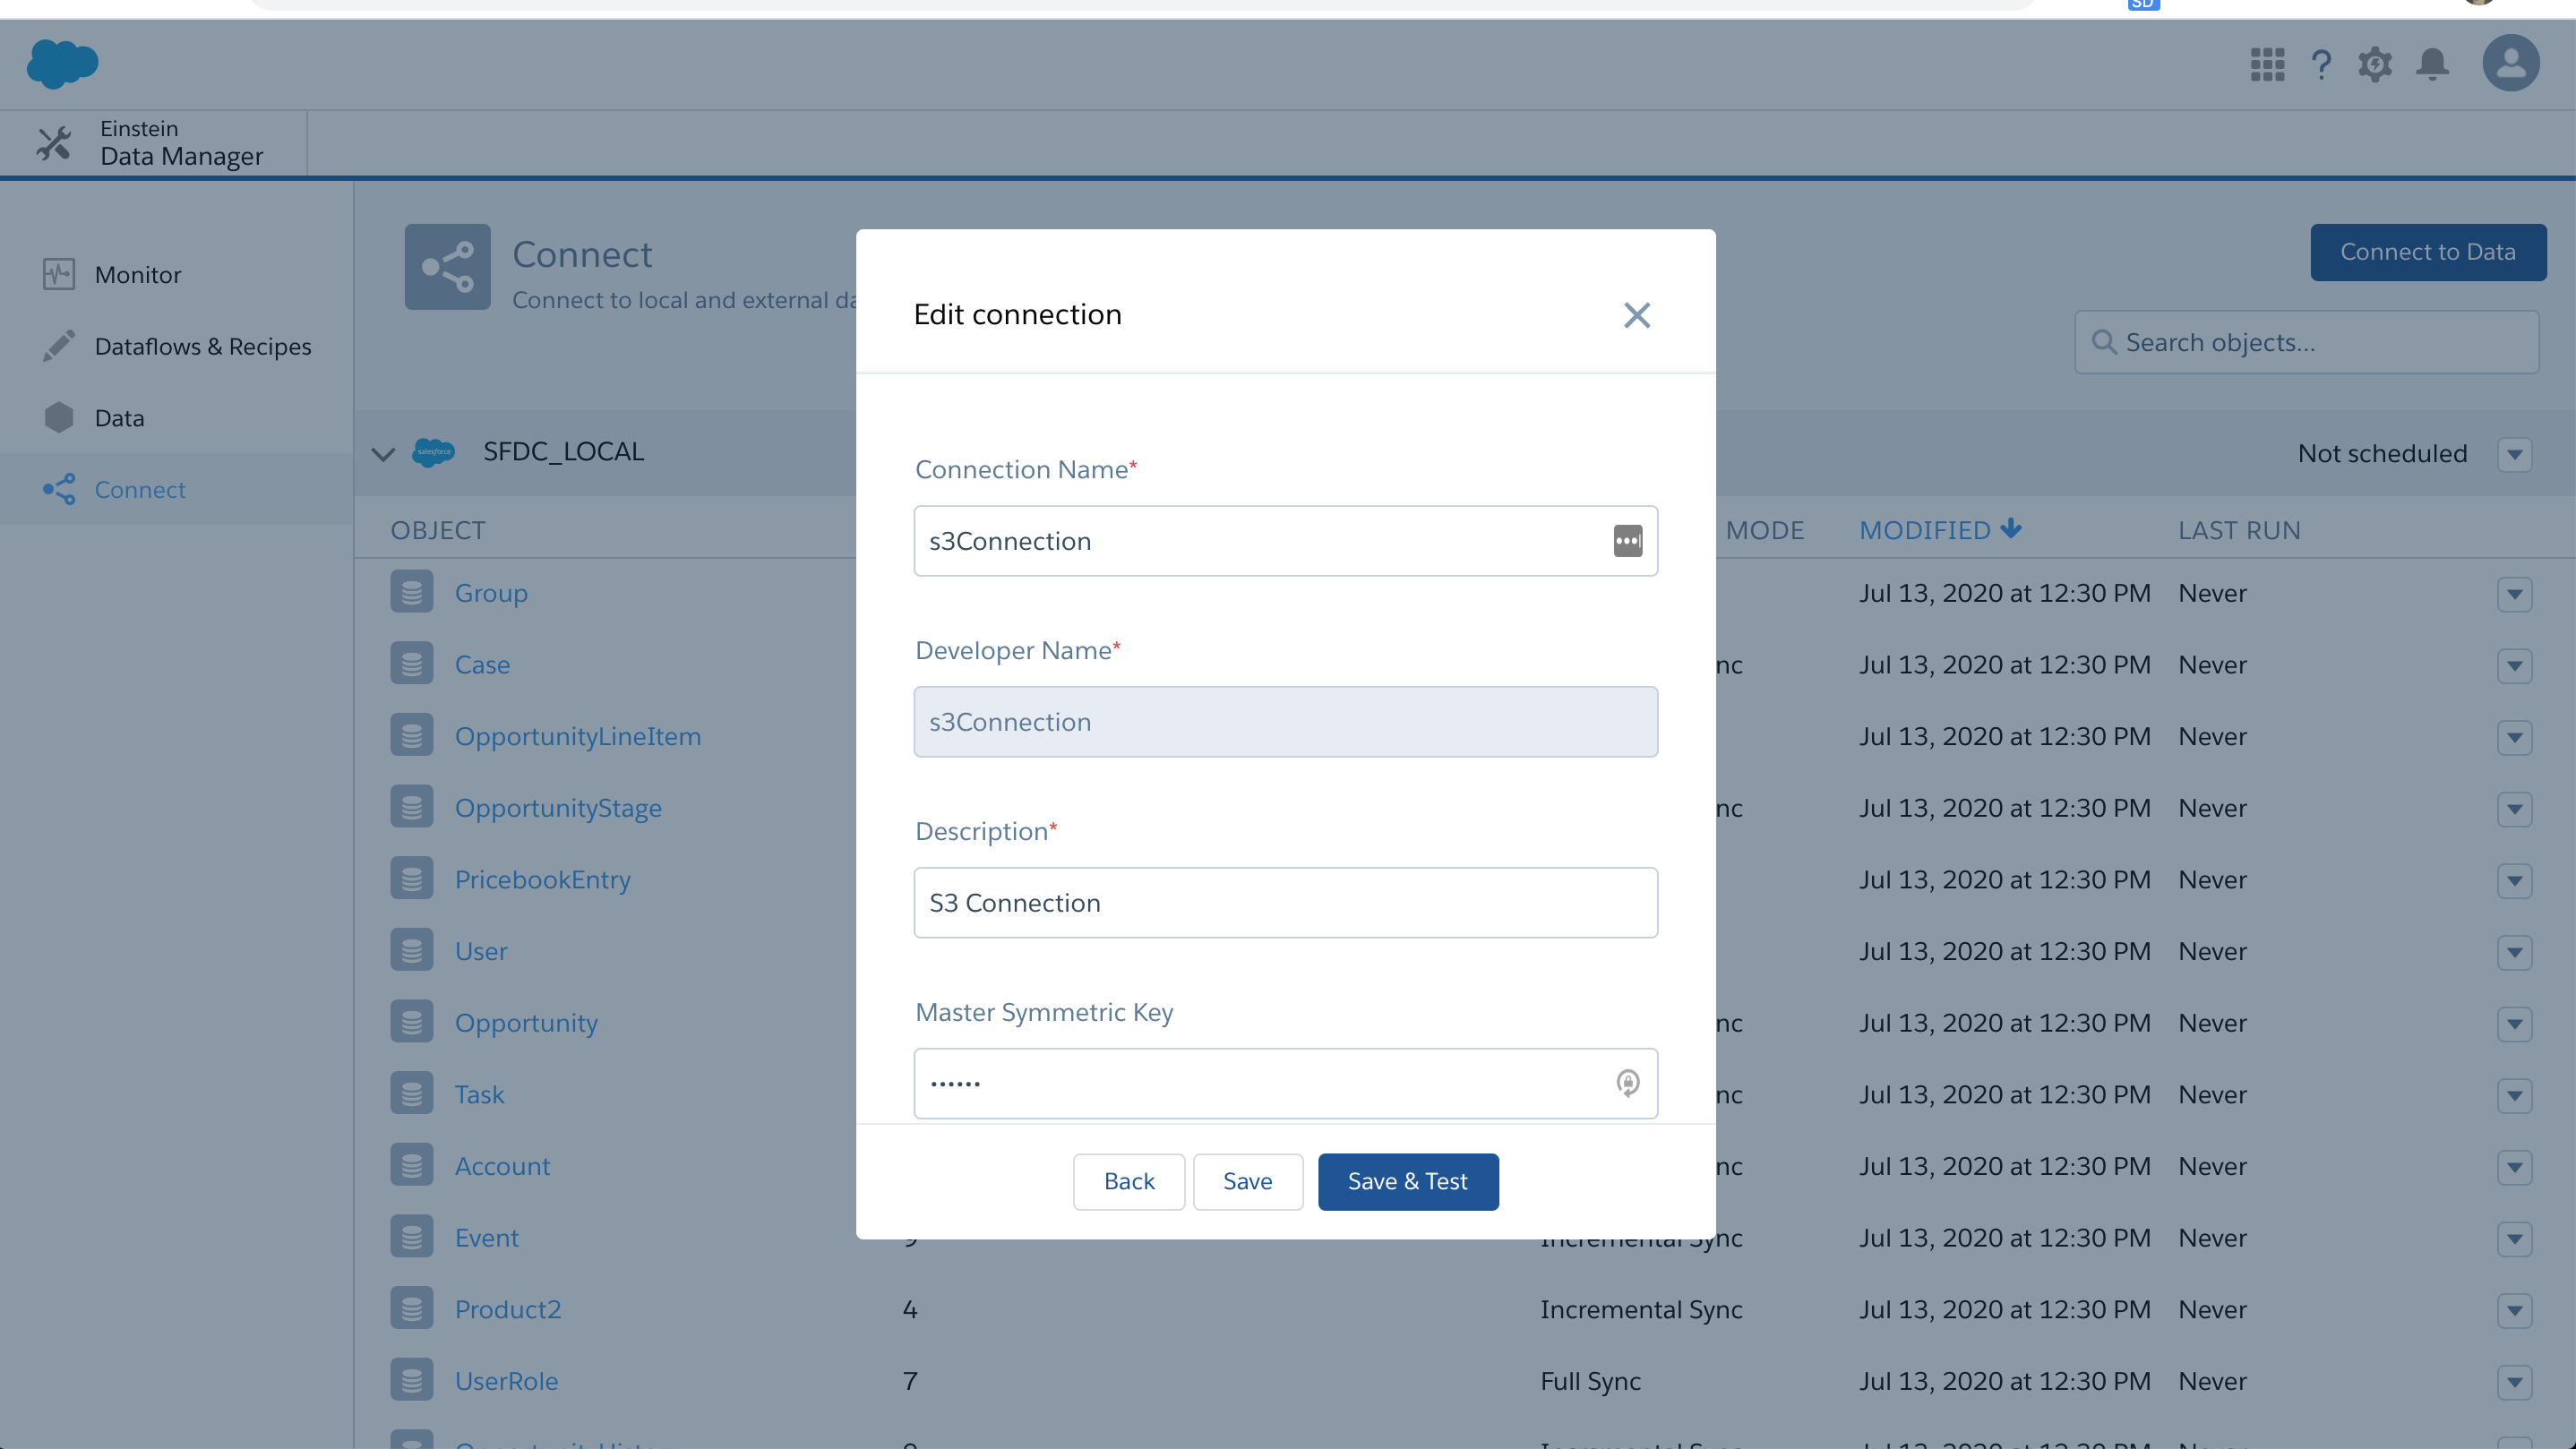 SD
Einstein
Data Manager
Monitor
Dataflows & Recipes
Data
Connect
Connect
Connect to local and external da
Connect to Data
Search objects...
salesforce
SFDC_LOCAL
Not scheduled
OBJECT
MODE
MODIFIED
LAST RUN
Group
Jul 13, 2020 at 12:30 PM Never
Case
nc Jul 13, 2020 at 12:30 PM Never
OpportunityLineItem
Jul 13, 2020 at 12:30 PM Never
OpportunityStage
nc Jul 13, 2020 at 12:30 PM Never
PricebookEntry
Jul 13, 2020 at 12:30 PM Never
User
Jul 13, 2020 at 12:30 PM Never
Opportunity
nc Jul 13, 2020 at 12:30 PM Never
Task
nc Jul 13, 2020 at 12:30 PM Never
Account
nc Jul 13, 2020 at 12:30 PM Never
Event 9 Incremental Sync Jul 13, 2020 at 12:30 PM Never
Product2 4 Incremental Sync Jul 13, 2020 at 12:30 PM Never
UserRole 7 Full Sync Jul 13, 2020 at 12:30 PM Never
Edit connection
Connection Name*
s3Connection
Developer Name*
s3Connection
Description*
S3 Connection
Master Symmetric Key
••••••
Back
Save
Save & Test